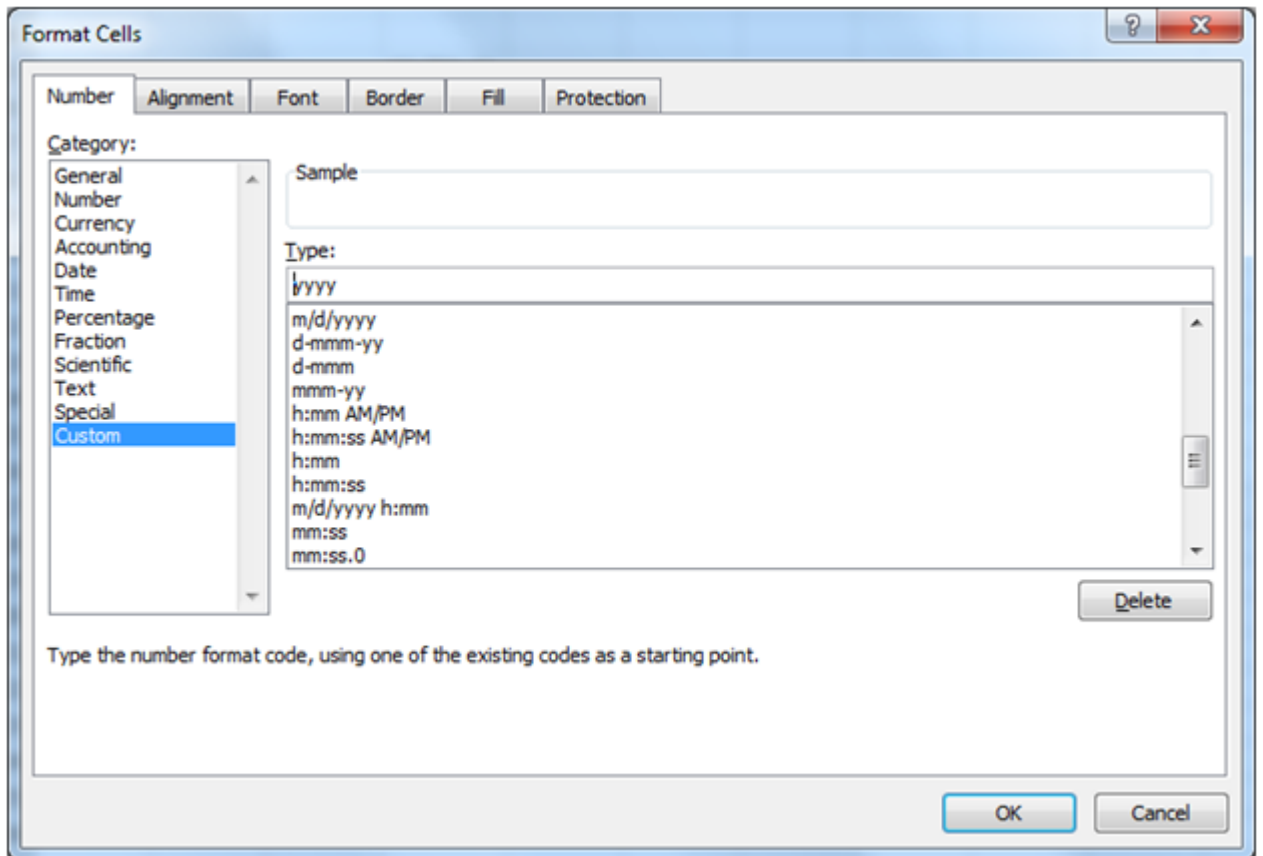 Format Cells
Number Alignment Font Border Fill Protection
Category:
General
Number
Currency
Accounting
Date
Time
Percentage
Fraction
Scientific
Text
Special
Custom
Sample
Type:
yyyy
m/d/yyyy
d-mmm-yy
d-mmm
mmm-yy
h:mm AM/PM
h:mm:ss AM/PM
h:mm
h:mm:ss
m/d/yyyy h:mm
mm:ss
mm:ss.0
Delete
Type the number format code, using one of the existing codes as a starting point.
OK Cancel